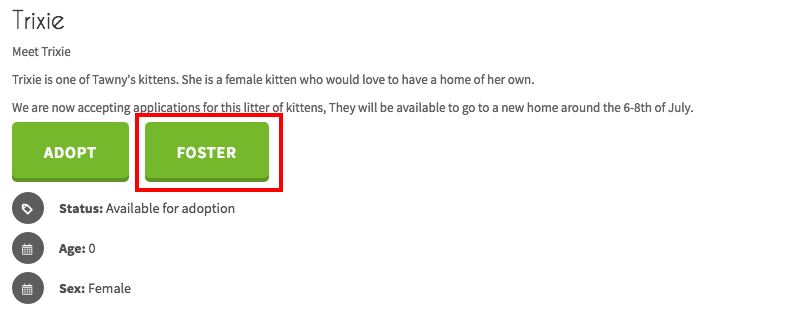 Trixie
Meet Trixie
Trixie is one of Tawny's kittens. She is a female kitten who would love to have a home of her own.
We are now accepting applications for this litter of kittens, They will be available to go to a new home around the 6-8th of July.
ADOPT FOSTER
Status: Available for adoption
Age: 0
Sex: Female